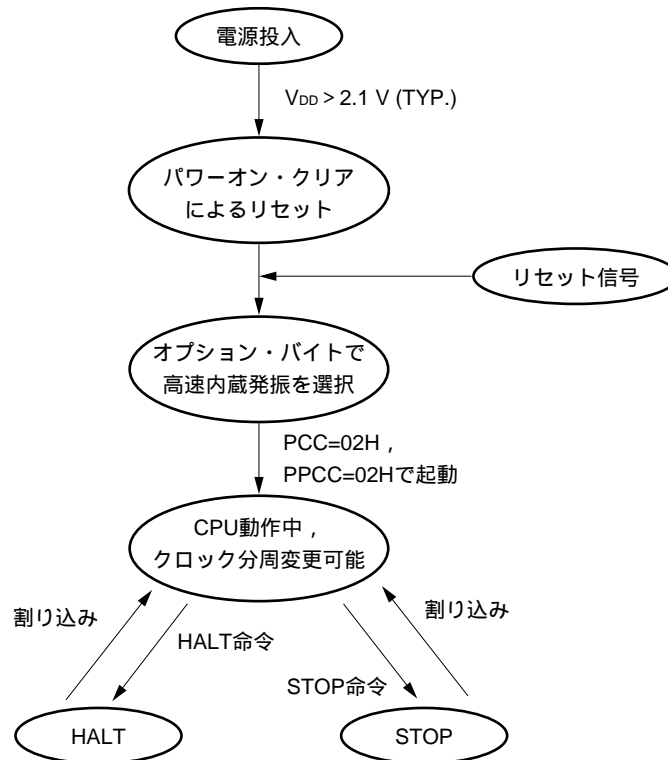 電源投入
VDD > 2.1 V (TYP.)
パワーオン・クリア
によるリセット
リセット信号
オプション・バイトで
高速内蔵発振を選択
PCC=02H ,
PPCC=02Hで起動
CPU動作中 ,
クロック分周変更可能
割り込み
割り込み
HALT命令
STOP命令
HALT
STOP